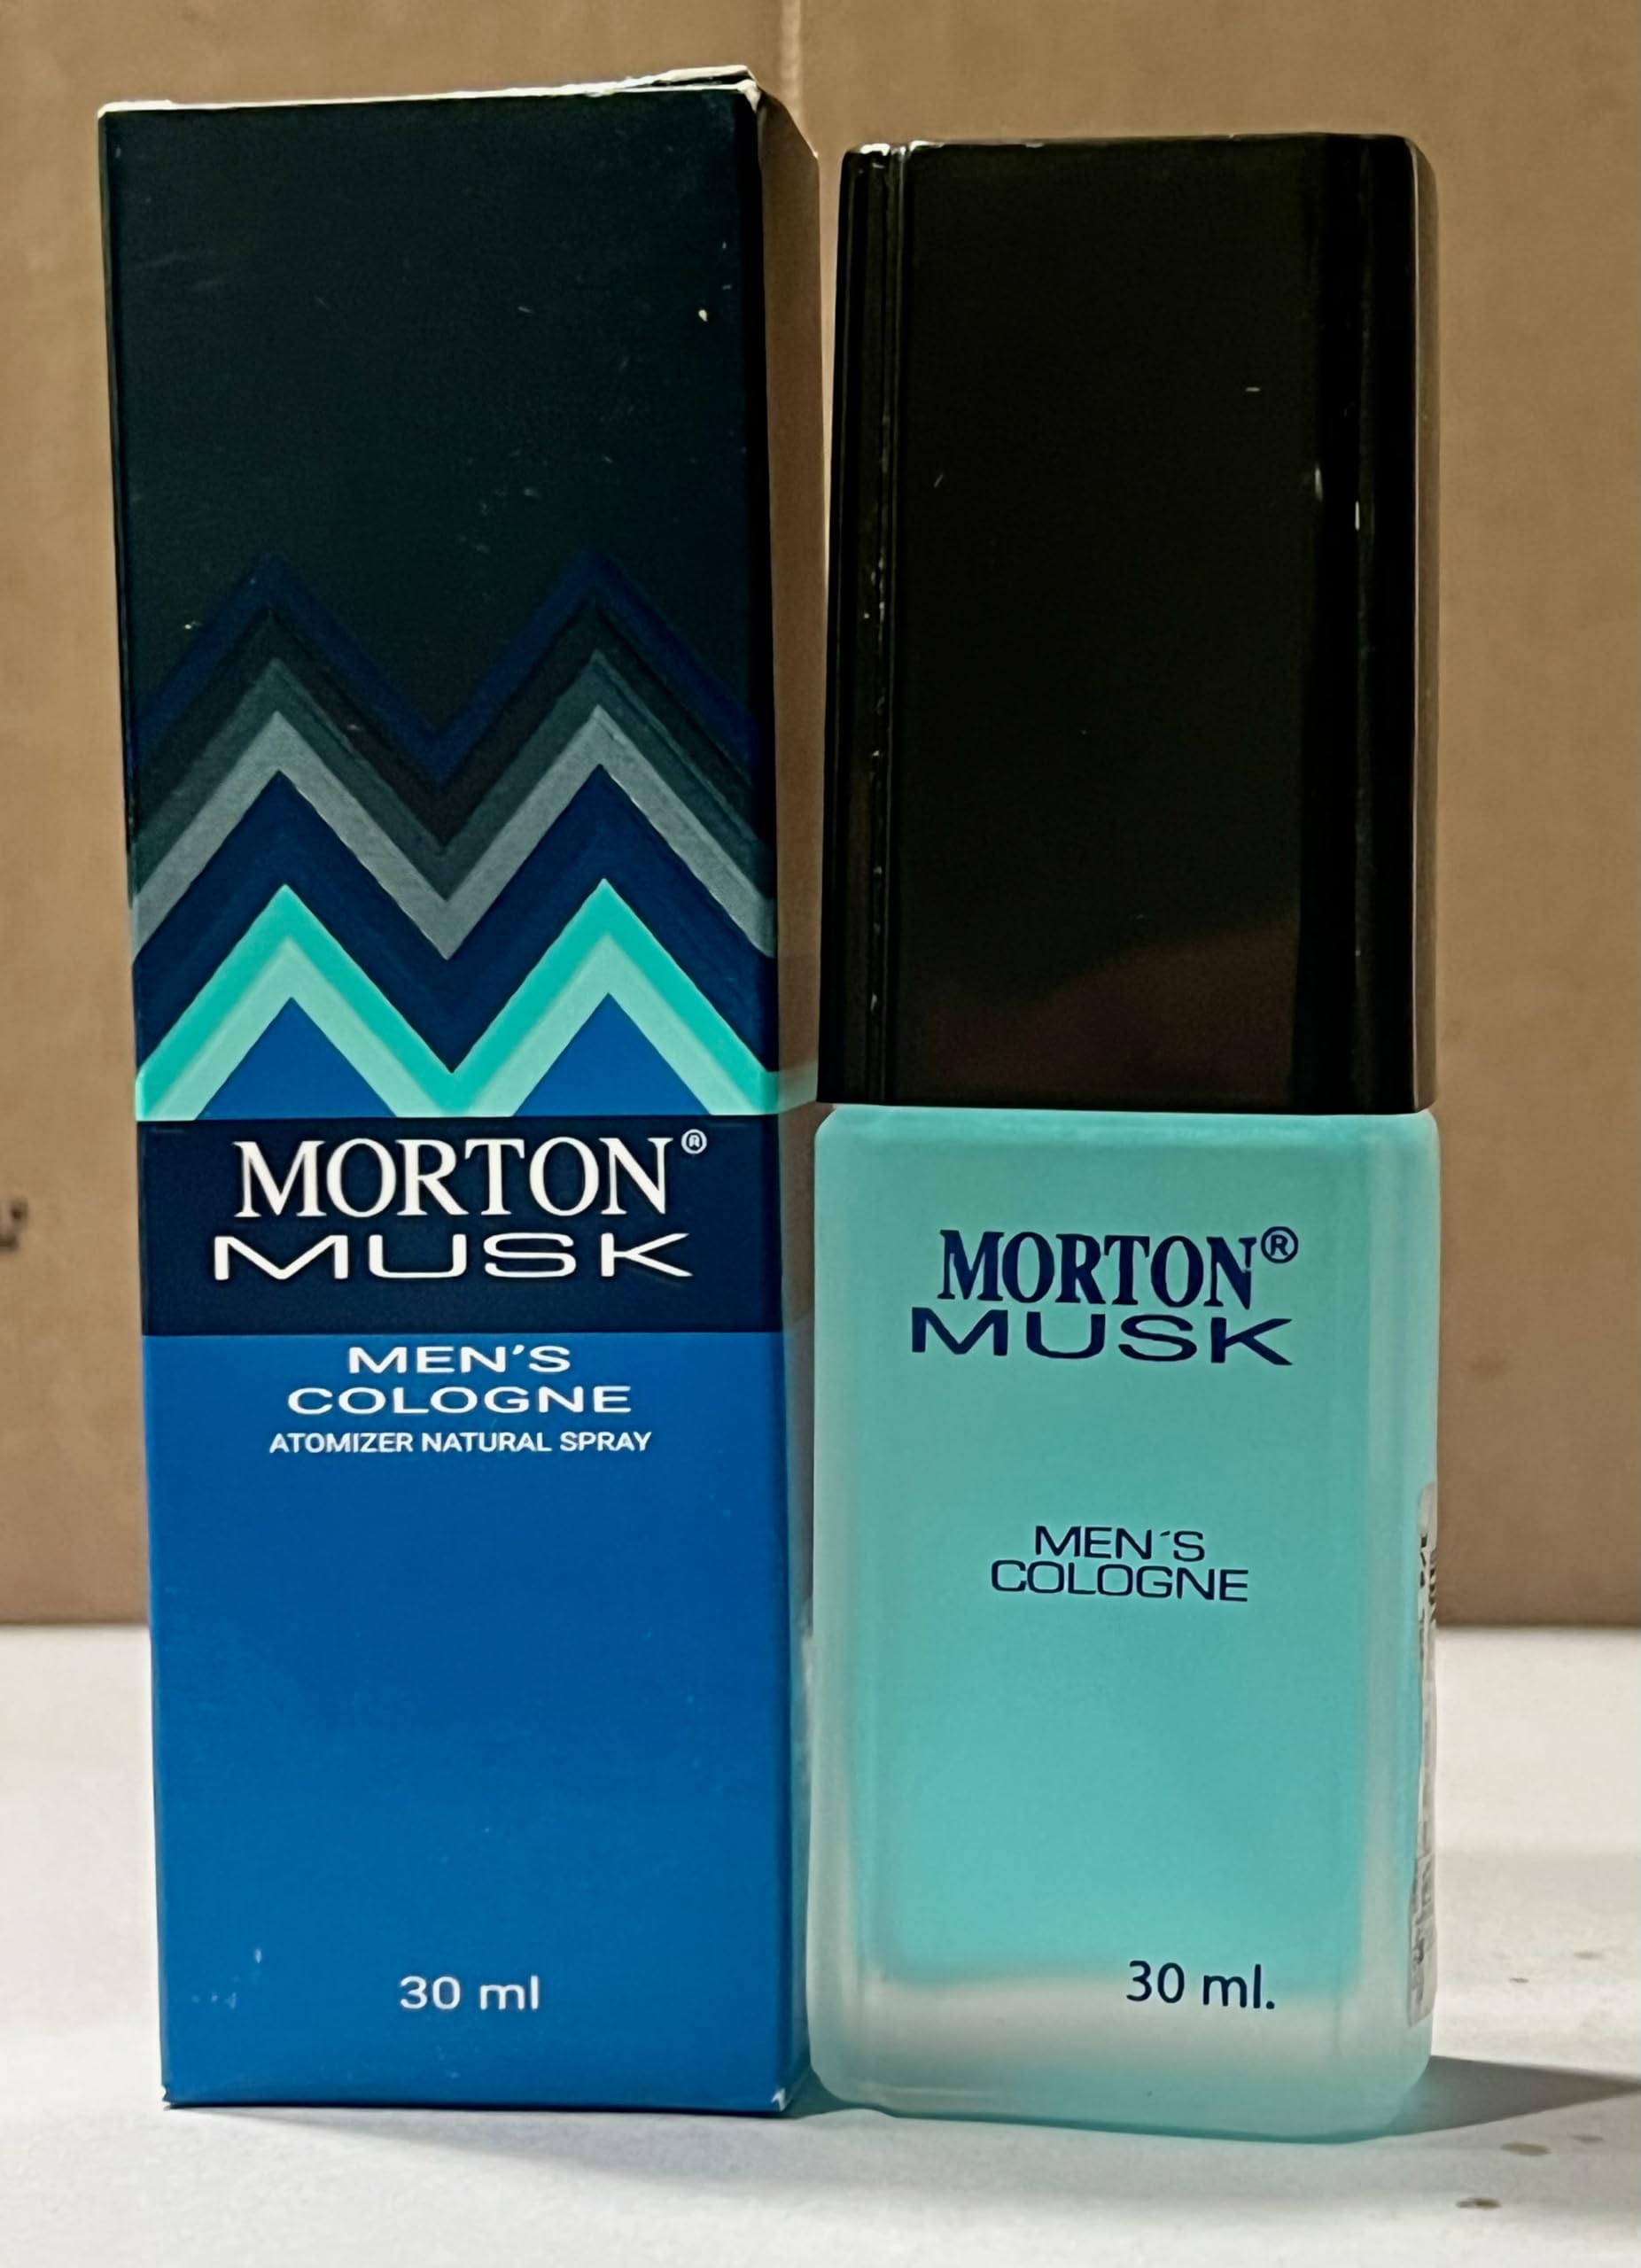 MORTON®
MUSK
MEN'S
COLOGNE
ATOMIZER NATURAL SPRAY
30 ml
MORTON®
MUSK
MEN´S
COLOGNE
30 ml.